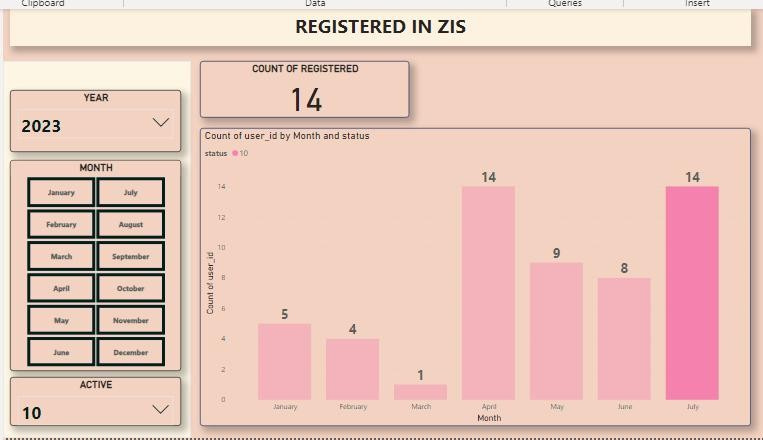 Clipboard Data Queries Insert
REGISTERED IN ZIS
COUNT OF REGISTERED
14
YEAR
2023
MONTH
January July
February August
March September
April October
May November
June December
ACTIVE
10
Count of user_id by Month and status
status 10
Count of user_id
14
12
10
8
6
4
2
0
5
4
1
14
9
8
14
January February March April May June July
Month